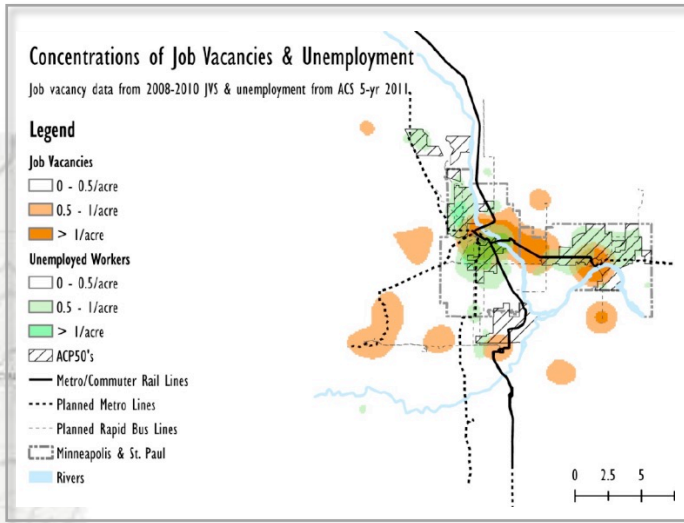 Concentrations of Job Vacancies & Unemployment
Job vacancy data from 2008-2010 JVS & unemployment from ACS 5-yr 2011.
Legend
Job Vacancies
0 - 0.5/acre
0.5 - 1/acre
> 1/acre
Unemployed Workers
0 - 0.5/acre
0.5 - 1/acre
> 1/acre
ACP50's
Metro/Commuter Rail Lines
Planned Metro Lines
Planned Rapid Bus Lines
Minneapolis & St. Paul
Rivers
0 2.5 5